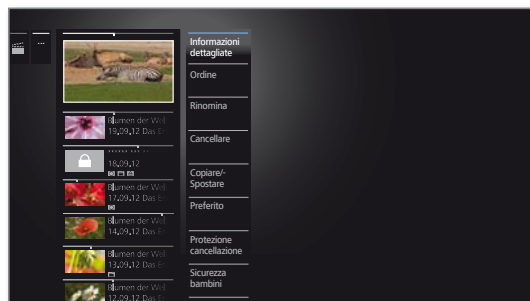 ...
Blumen der Wel
19.09.12 Das E
18.09.12
Blumen der Wel
17.09.12 Das E
Blumen der Wel
14.09.12 Das E
Blumen der Wel
13.09.12 Das E
Blumen der Wel
12.09.12 Das E
Informazioni
dettagliate
Ordine
Rinomina
Cancellare
Copiare/-
Spostare
Preferito
Protezione
cancellazione
Sicurezza
bambini